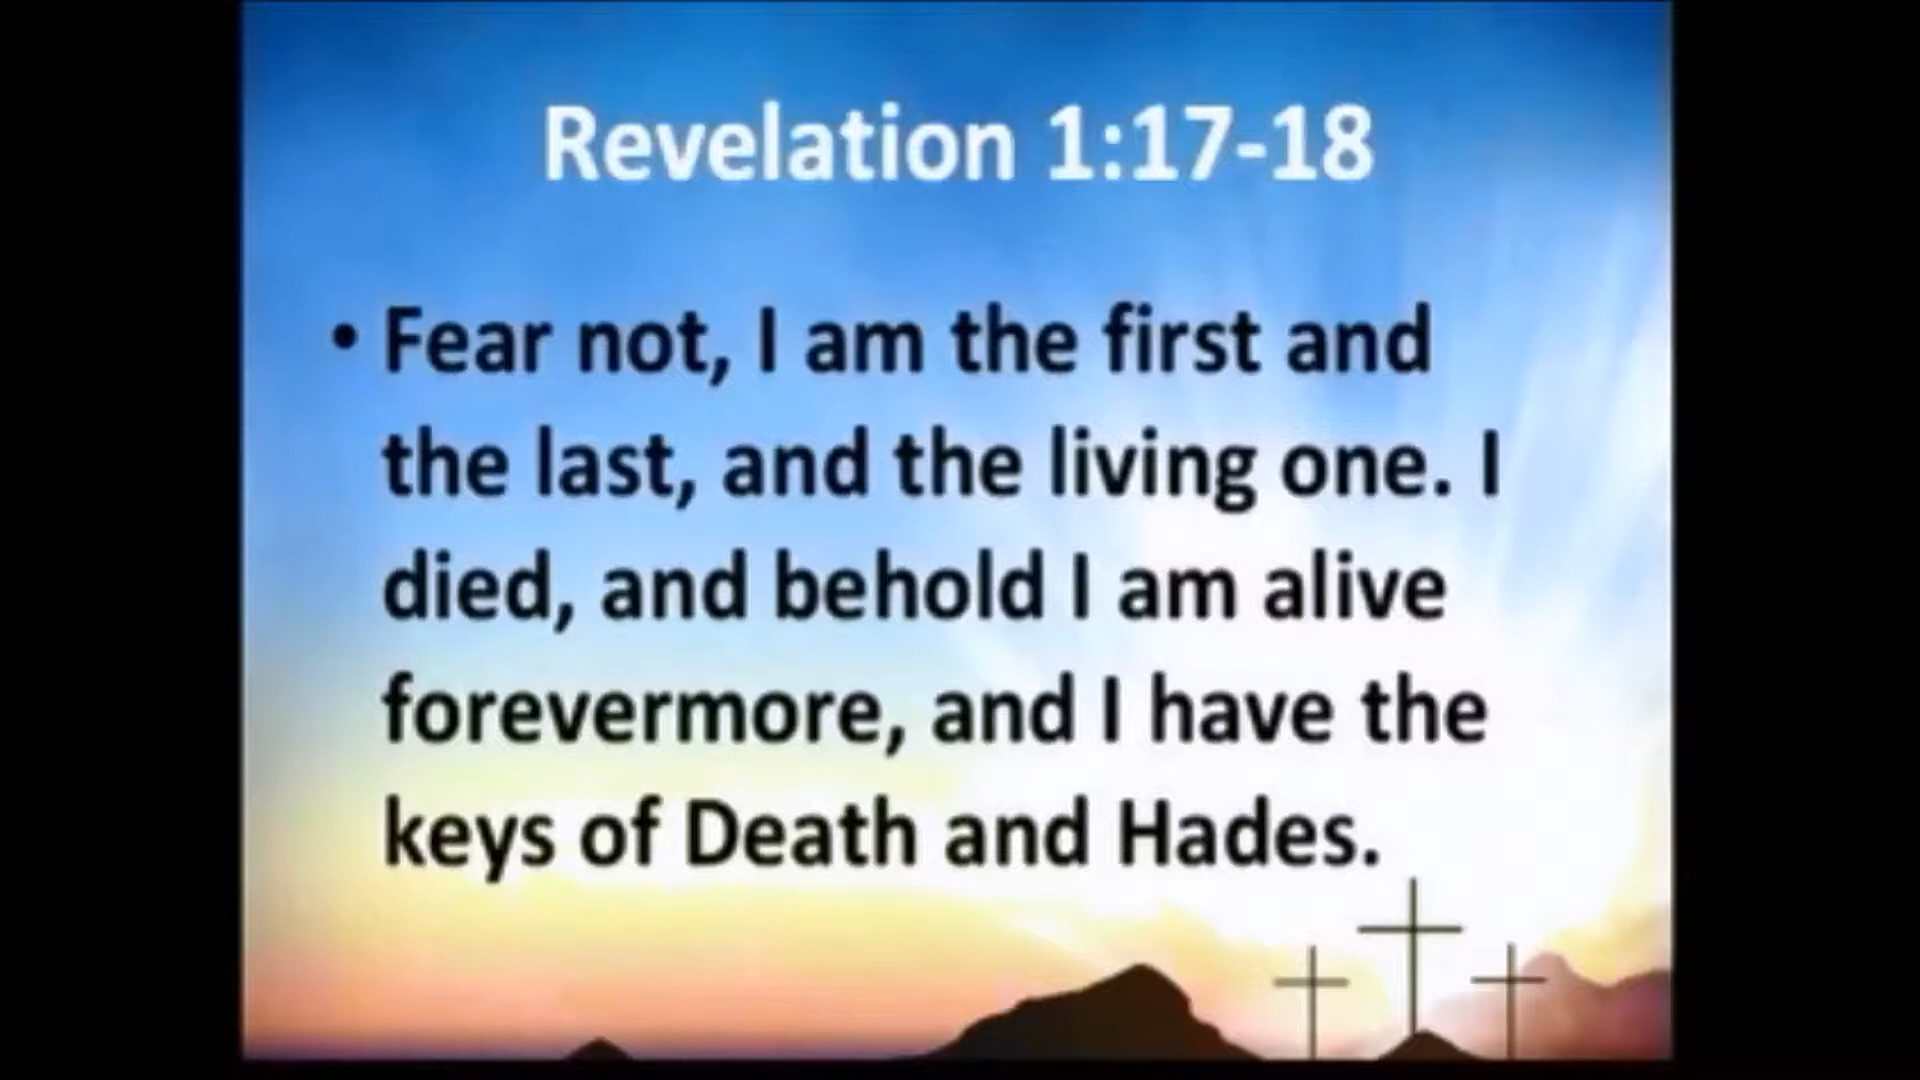 Revelation 1:17-18
• Fear not, I am the first and
the last, and the living one. I
died, and behold I am alive
forevermore, and I have the
keys of Death and Hades.